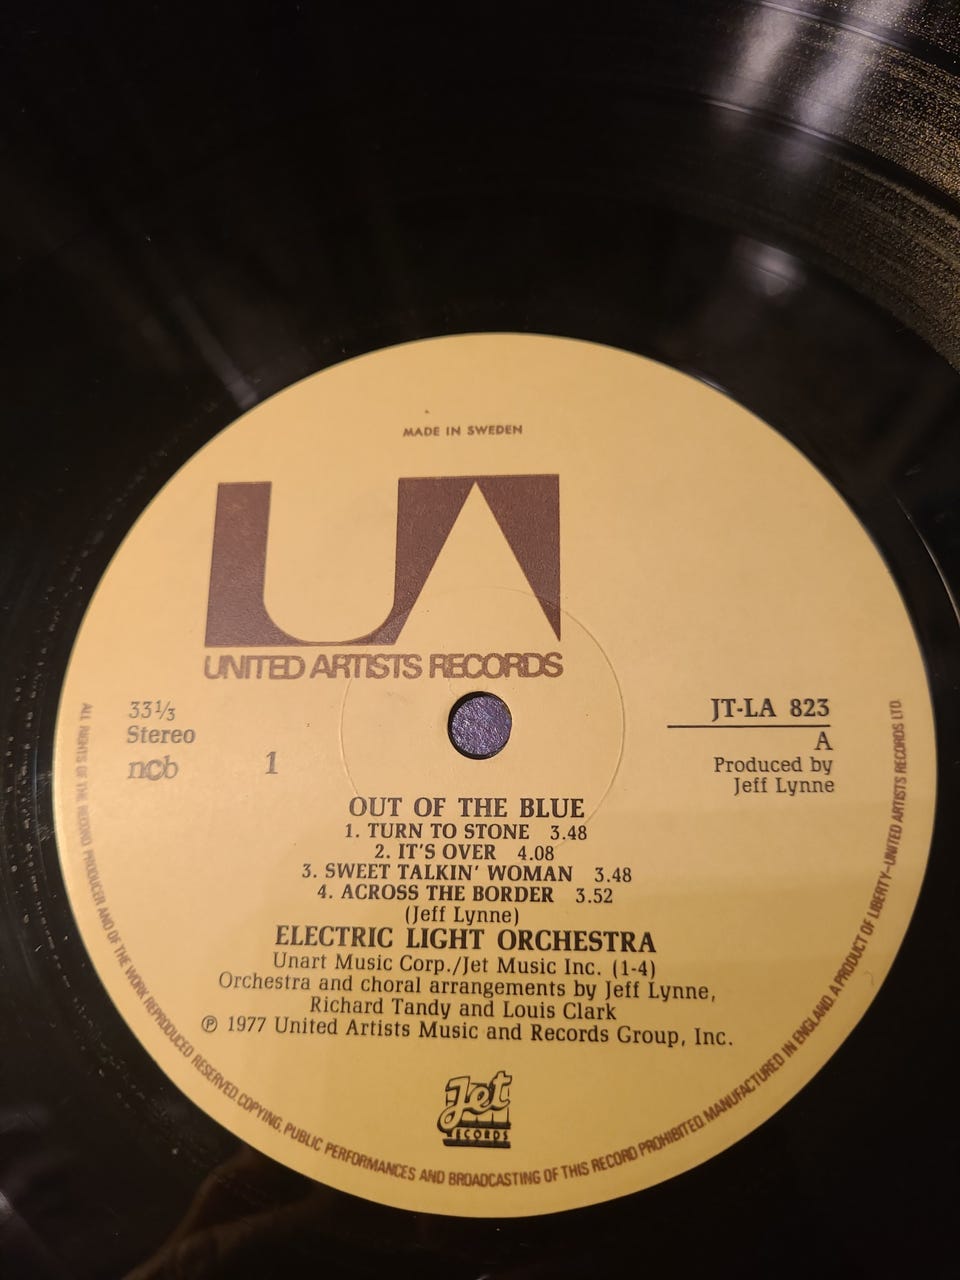 MADE IN SWEDEN
UA
UNITED ARTISTS RECORDS
33⅓
Stereo
ncb
1
JT-LA 823
A
Produced by
Jeff Lynne
OUT OF THE BLUE
1. TURN TO STONE 3.48
2. IT'S OVER 4.08
3. SWEET TALKIN' WOMAN 3.48
4. ACROSS THE BORDER 3.52
(Jeff Lynne)
ELECTRIC LIGHT ORCHESTRA
Unart Music Corp./Jet Music Inc. (1-4)
Orchestra and choral arrangements by Jeff Lynne,
Richard Tandy and Louis Clark
℗ 1977 United Artists Music and Records Group, Inc.
Jet
RECORDS
ALL RIGHTS OF THE RECORD PRODUCER AND OF THE WORK REPRODUCED RESERVED. COPYING, PUBLIC PERFORMANCES AND BROADCASTING OF THIS RECORD PROHIBITED. MANUFACTURED IN ENGLAND. A PRODUCT OF LIBERTY-UNITED ARTISTS RECORDS LTD.